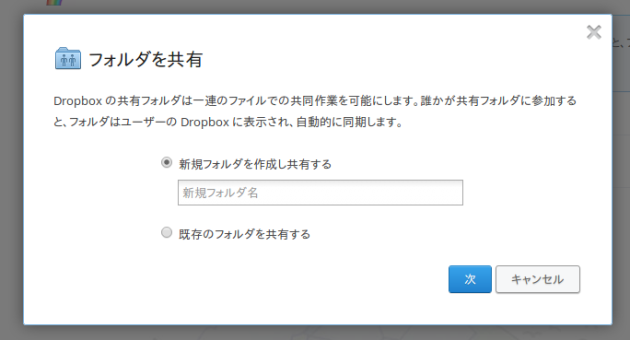 フォルダを共有
Dropbox の共有フォルダは一連のファイルでの共同作業を可能にします。誰かが共有フォルダに参加する
と、フォルダはユーザーの Dropbox に表示され、自動的に同期します。
新規フォルダを作成し共有する
新規フォルダ名
既存のフォルダを共有する
次 キャンセル